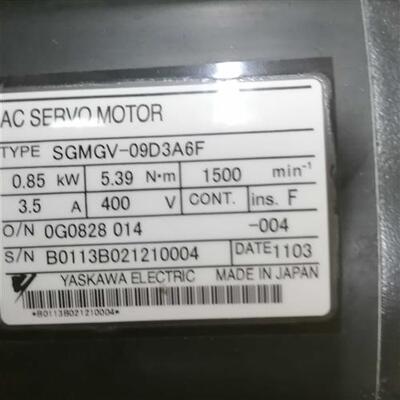 AC SERVO MOTOR
TYPE SGMGV-09D3A6F
0.85 kW 5.39 N·m 1500 min⁻¹
3.5 A 400 V CONT. ins. F
O/N 0G0828 014 -004
S/N B0113B021210004 DATE 1103
YASKAWA ELECTRIC MADE IN JAPAN
*B0113B021210004*